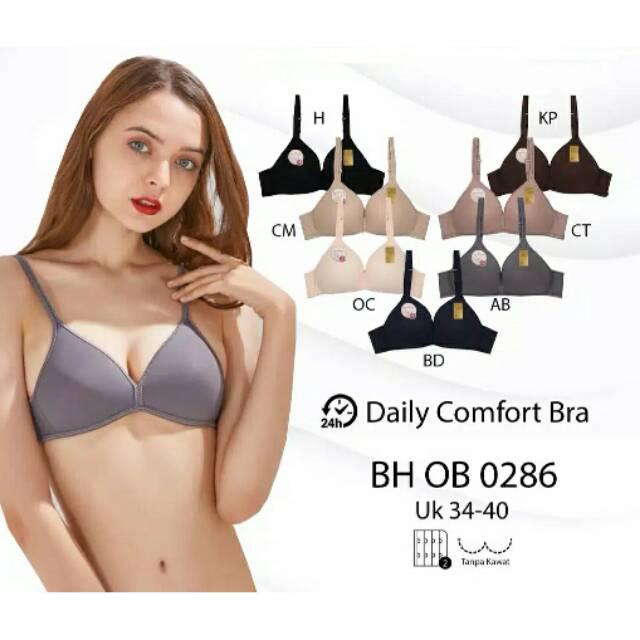 H
KP
CM
CT
OC
AB
BD
24h
Daily Comfort Bra
BH OB 0286
Uk 34-40
2
Tanpa Kawat